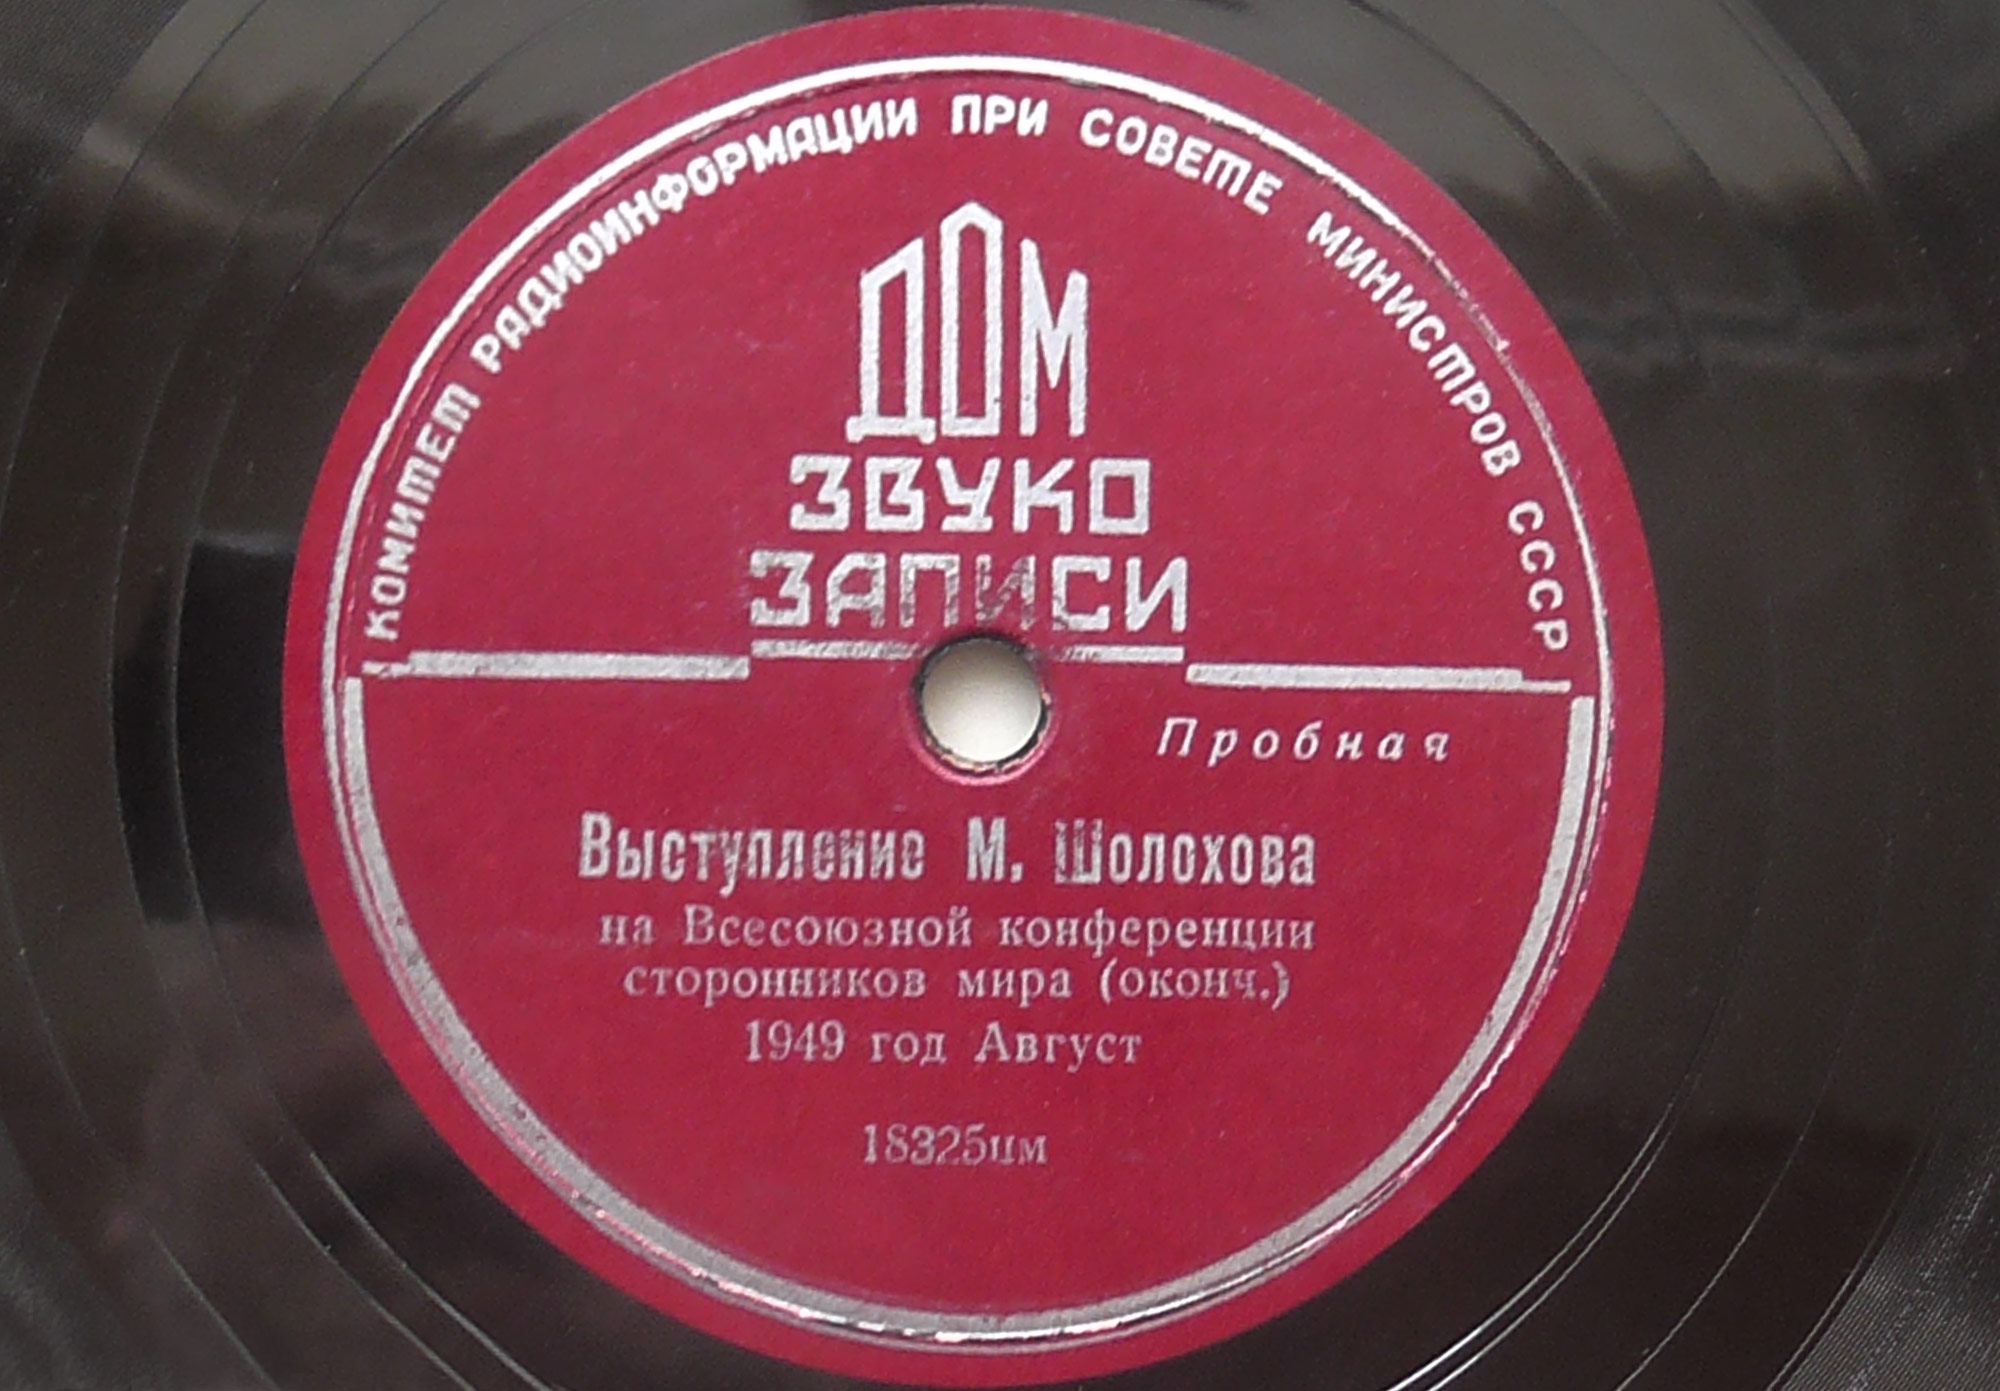 КОМИТЕТ РАДИОИНФОРМАЦИИ ПРИ СОВЕТЕ МИНИСТРОВ СССР
ДОМ
ЗВУКО
ЗАПИСИ
Пробная
Выступление М. Шолохова
на Всесоюзной конференции
сторонников мира (оконч.)
1949 год Август
18325цм